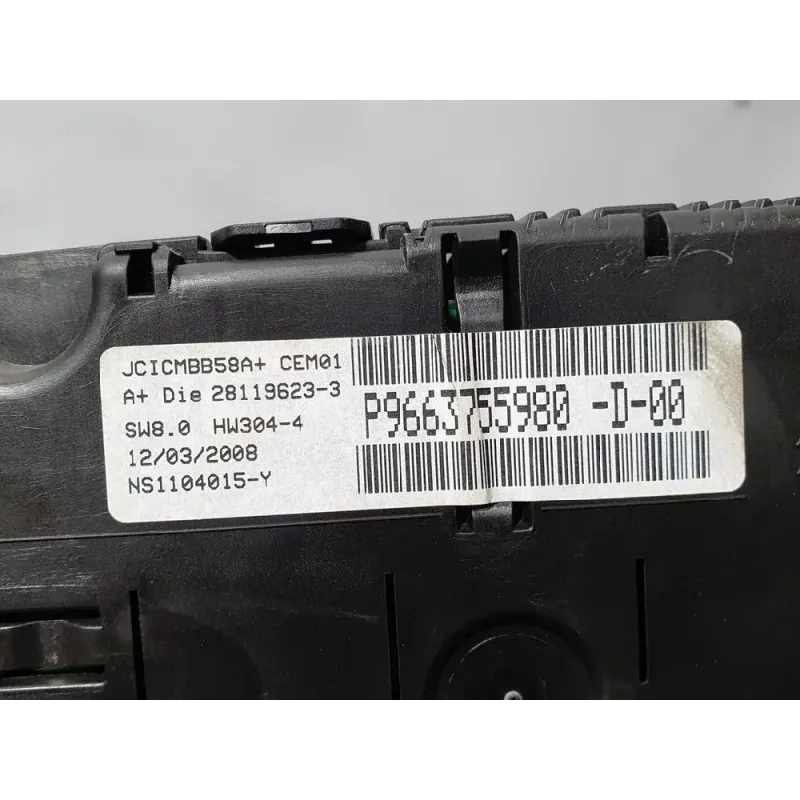 JCICMBB58A+ CEM01
A+ Die 28119623-3
SW8.0 HW304-4
12/03/2008
NS1104015-Y
P9663755980 -D-00